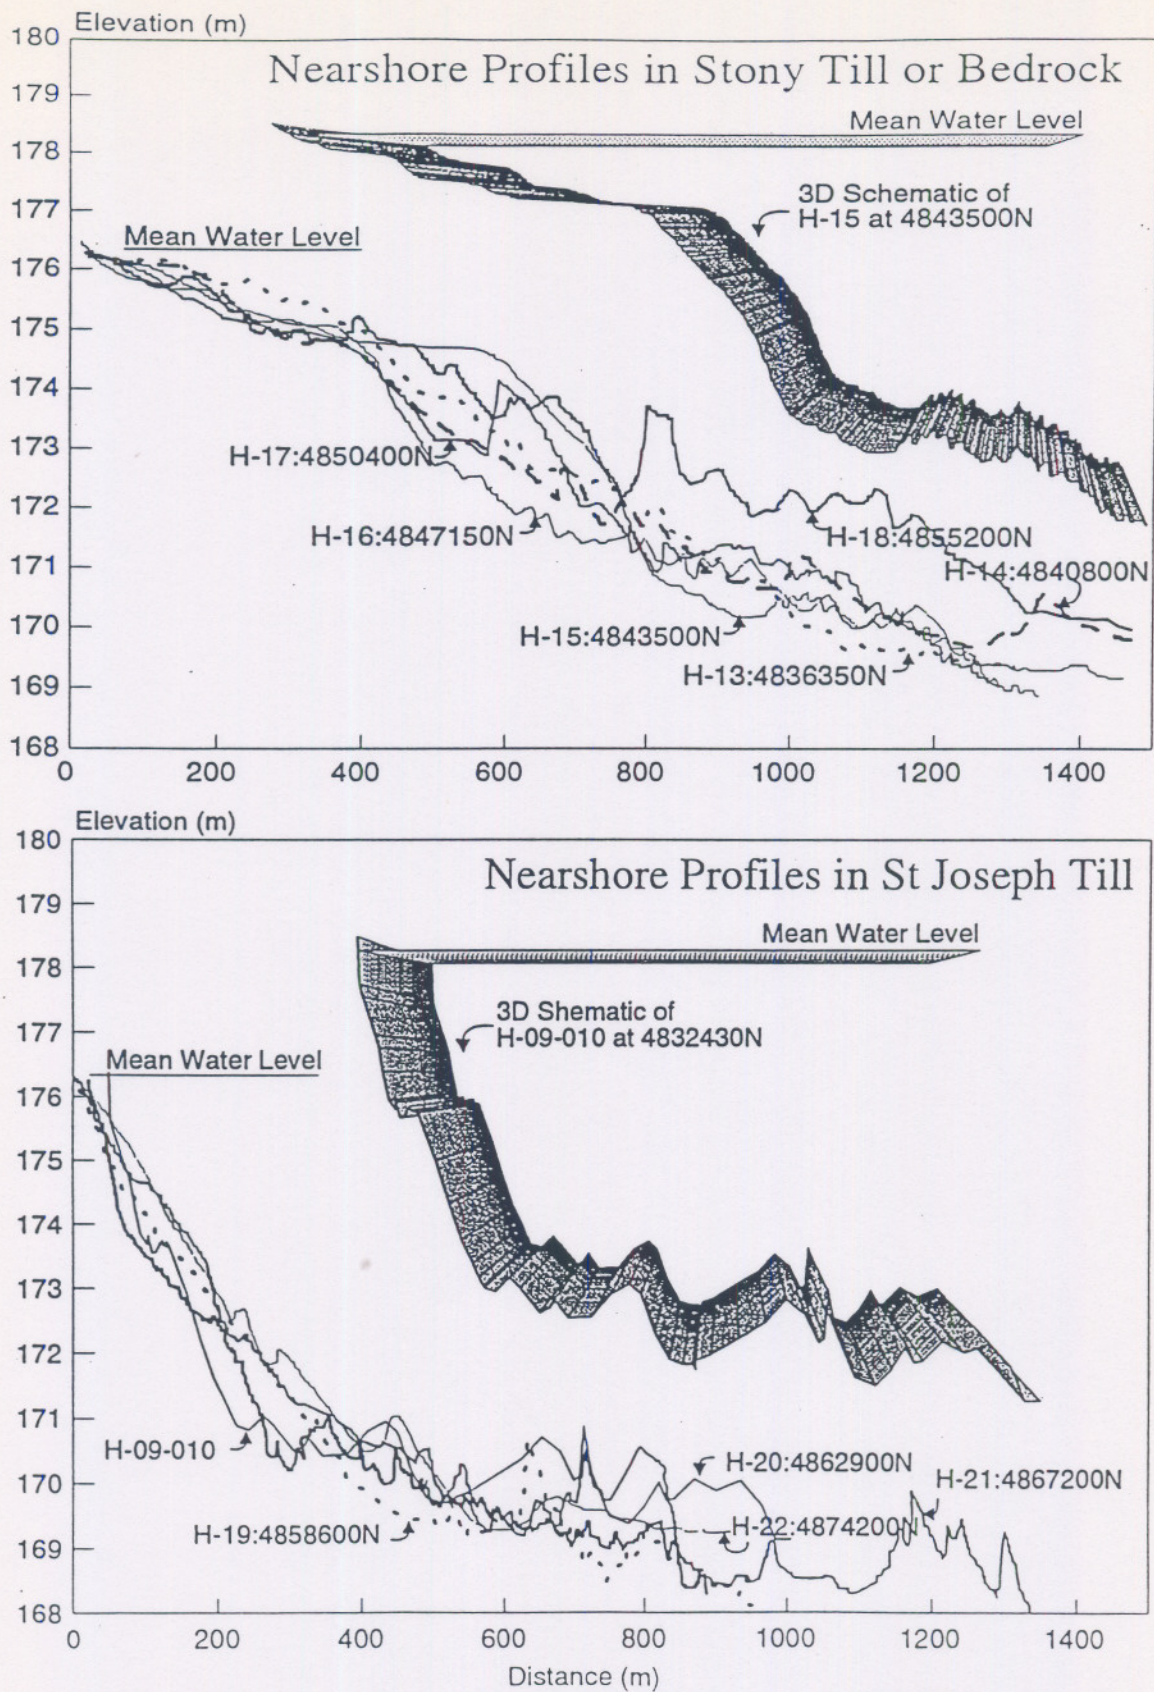 Elevation (m)
Nearshore Profiles in Stony Till or Bedrock
180
179
178
177
176
175
174
173
172
171
170
169
168
Mean Water Level
3D Schematic of
H-15 at 4843500N
Mean Water Level
H-17:4850400N
H-16:4847150N
H-18:4855200N
H-14:4840800N
H-15:4843500N
H-13:4836350N
0 200 400 600 800 1000 1200 1400
Elevation (m)
Nearshore Profiles in St Joseph Till
180
179
178
177
176
175
174
173
172
171
170
169
168
Mean Water Level
3D Shematic of
H-09-010 at 4832430N
Mean Water Level
H-09-010
H-20:4862900N
H-21:4867200N
H-19:4858600N
H-22:4874200N
0 200 400 600 800 1000 1200 1400
Distance (m)